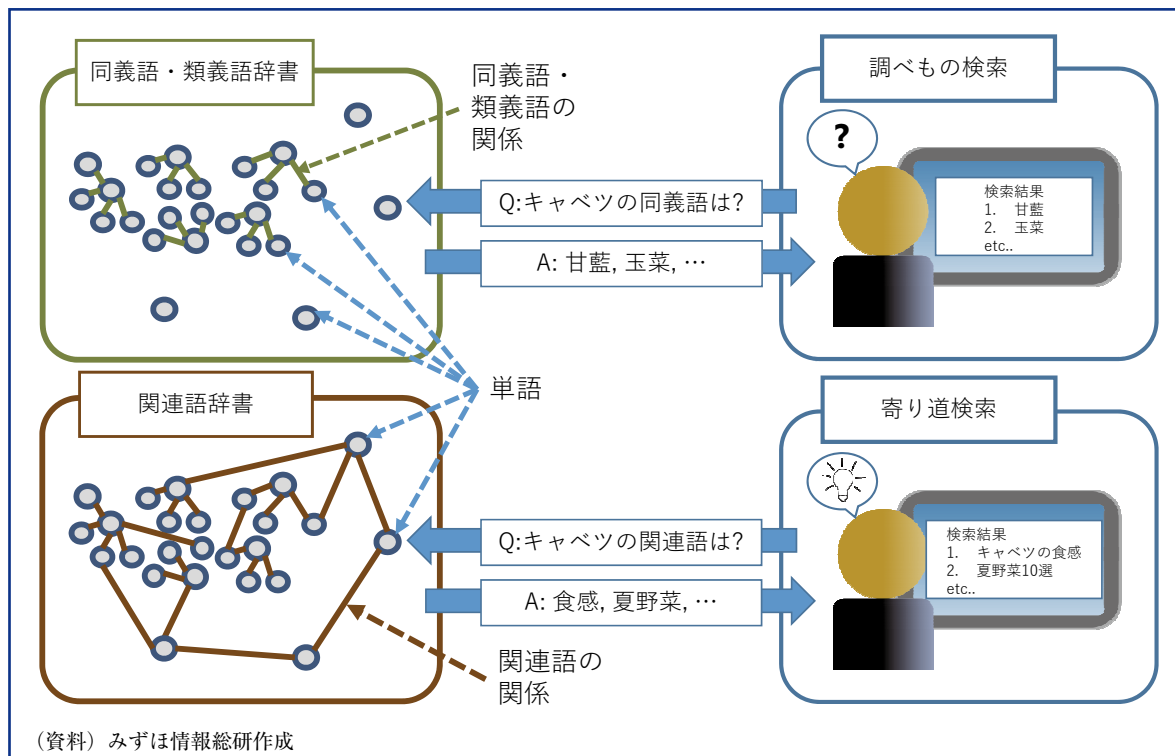 同義語・類義語辞書
同義語・
類義語の
関係
調べもの検索
?
Q:キャベツの同義語は?
検索結果
1. 甘藍
2. 玉菜
etc..
A: 甘藍, 玉菜, …
単語
関連語辞書
寄り道検索
Q:キャベツの関連語は?
検索結果
1. キャベツの食感
2. 夏野菜10選
etc..
A: 食感, 夏野菜, …
関連語の
関係
（資料）みずほ情報総研作成